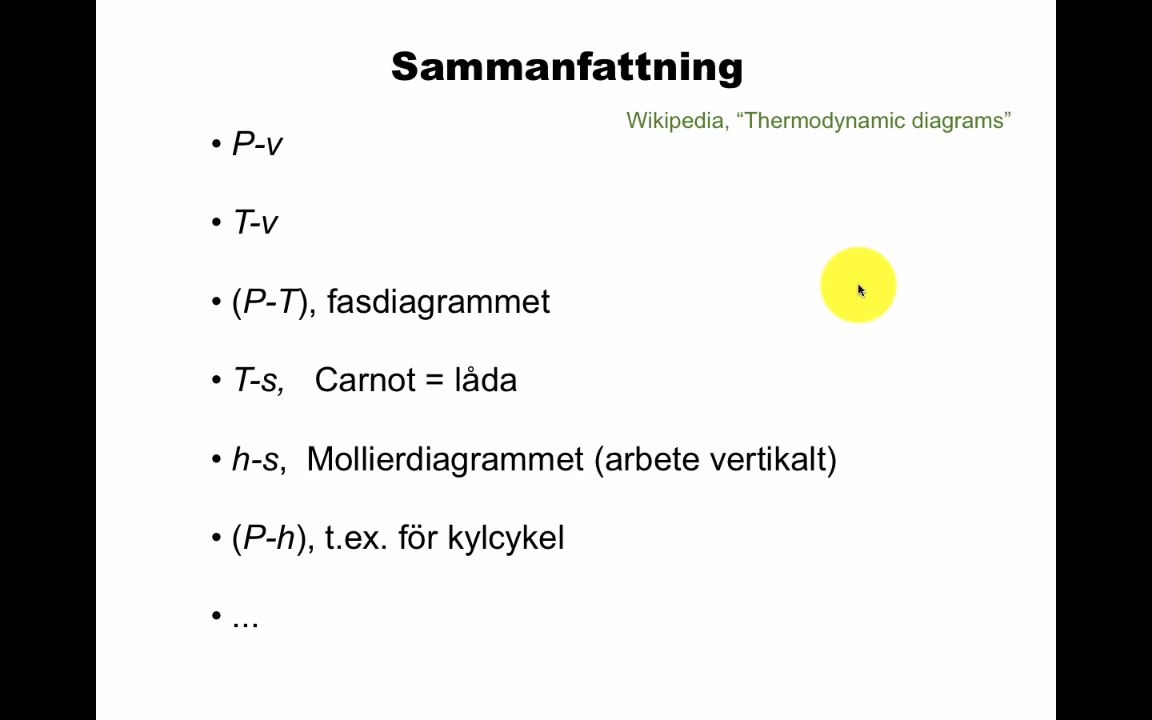 Sammanfattning
Wikipedia, “Thermodynamic diagrams”
• P-v
• T-v
• (P-T), fasdiagrammet
• T-s, Carnot = låda
• h-s, Mollierdiagrammet (arbete vertikalt)
• (P-h), t.ex. för kylcykel
• ...